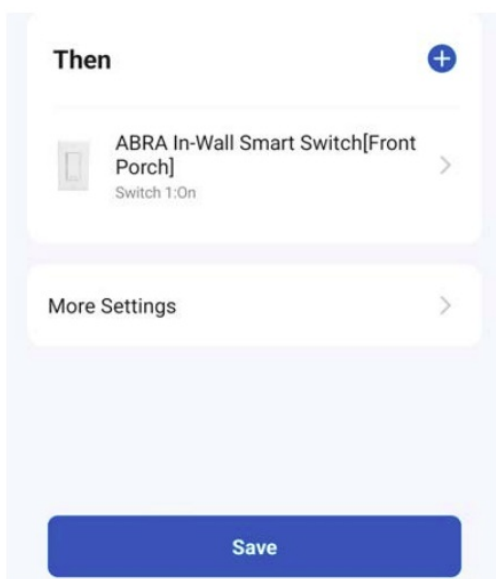 Then
ABRA In-Wall Smart Switch[Front
Porch]
Switch 1:On
More Settings
Save